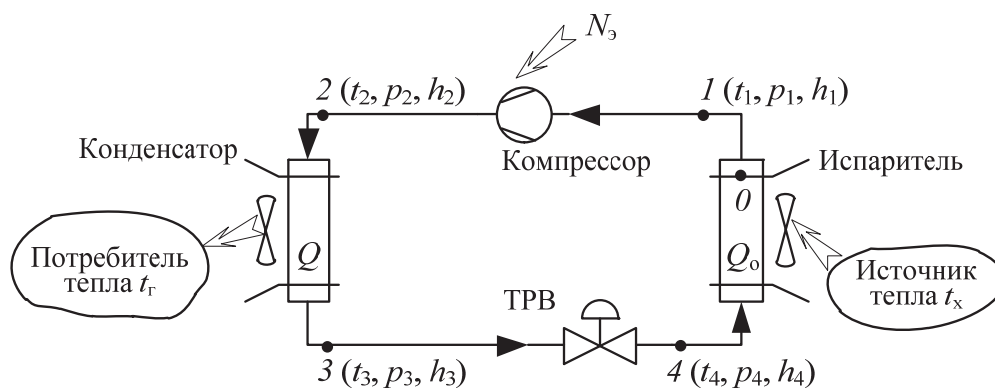 Nэ
2 (t2, p2, h2)
1 (t1, p1, h1)
Конденсатор
Компрессор
Испаритель
0
Потребитель
тепла tг
Q
Qо
Источник
тепла tх
ТРВ
3 (t3, p3, h3)
4 (t4, p4, h4)